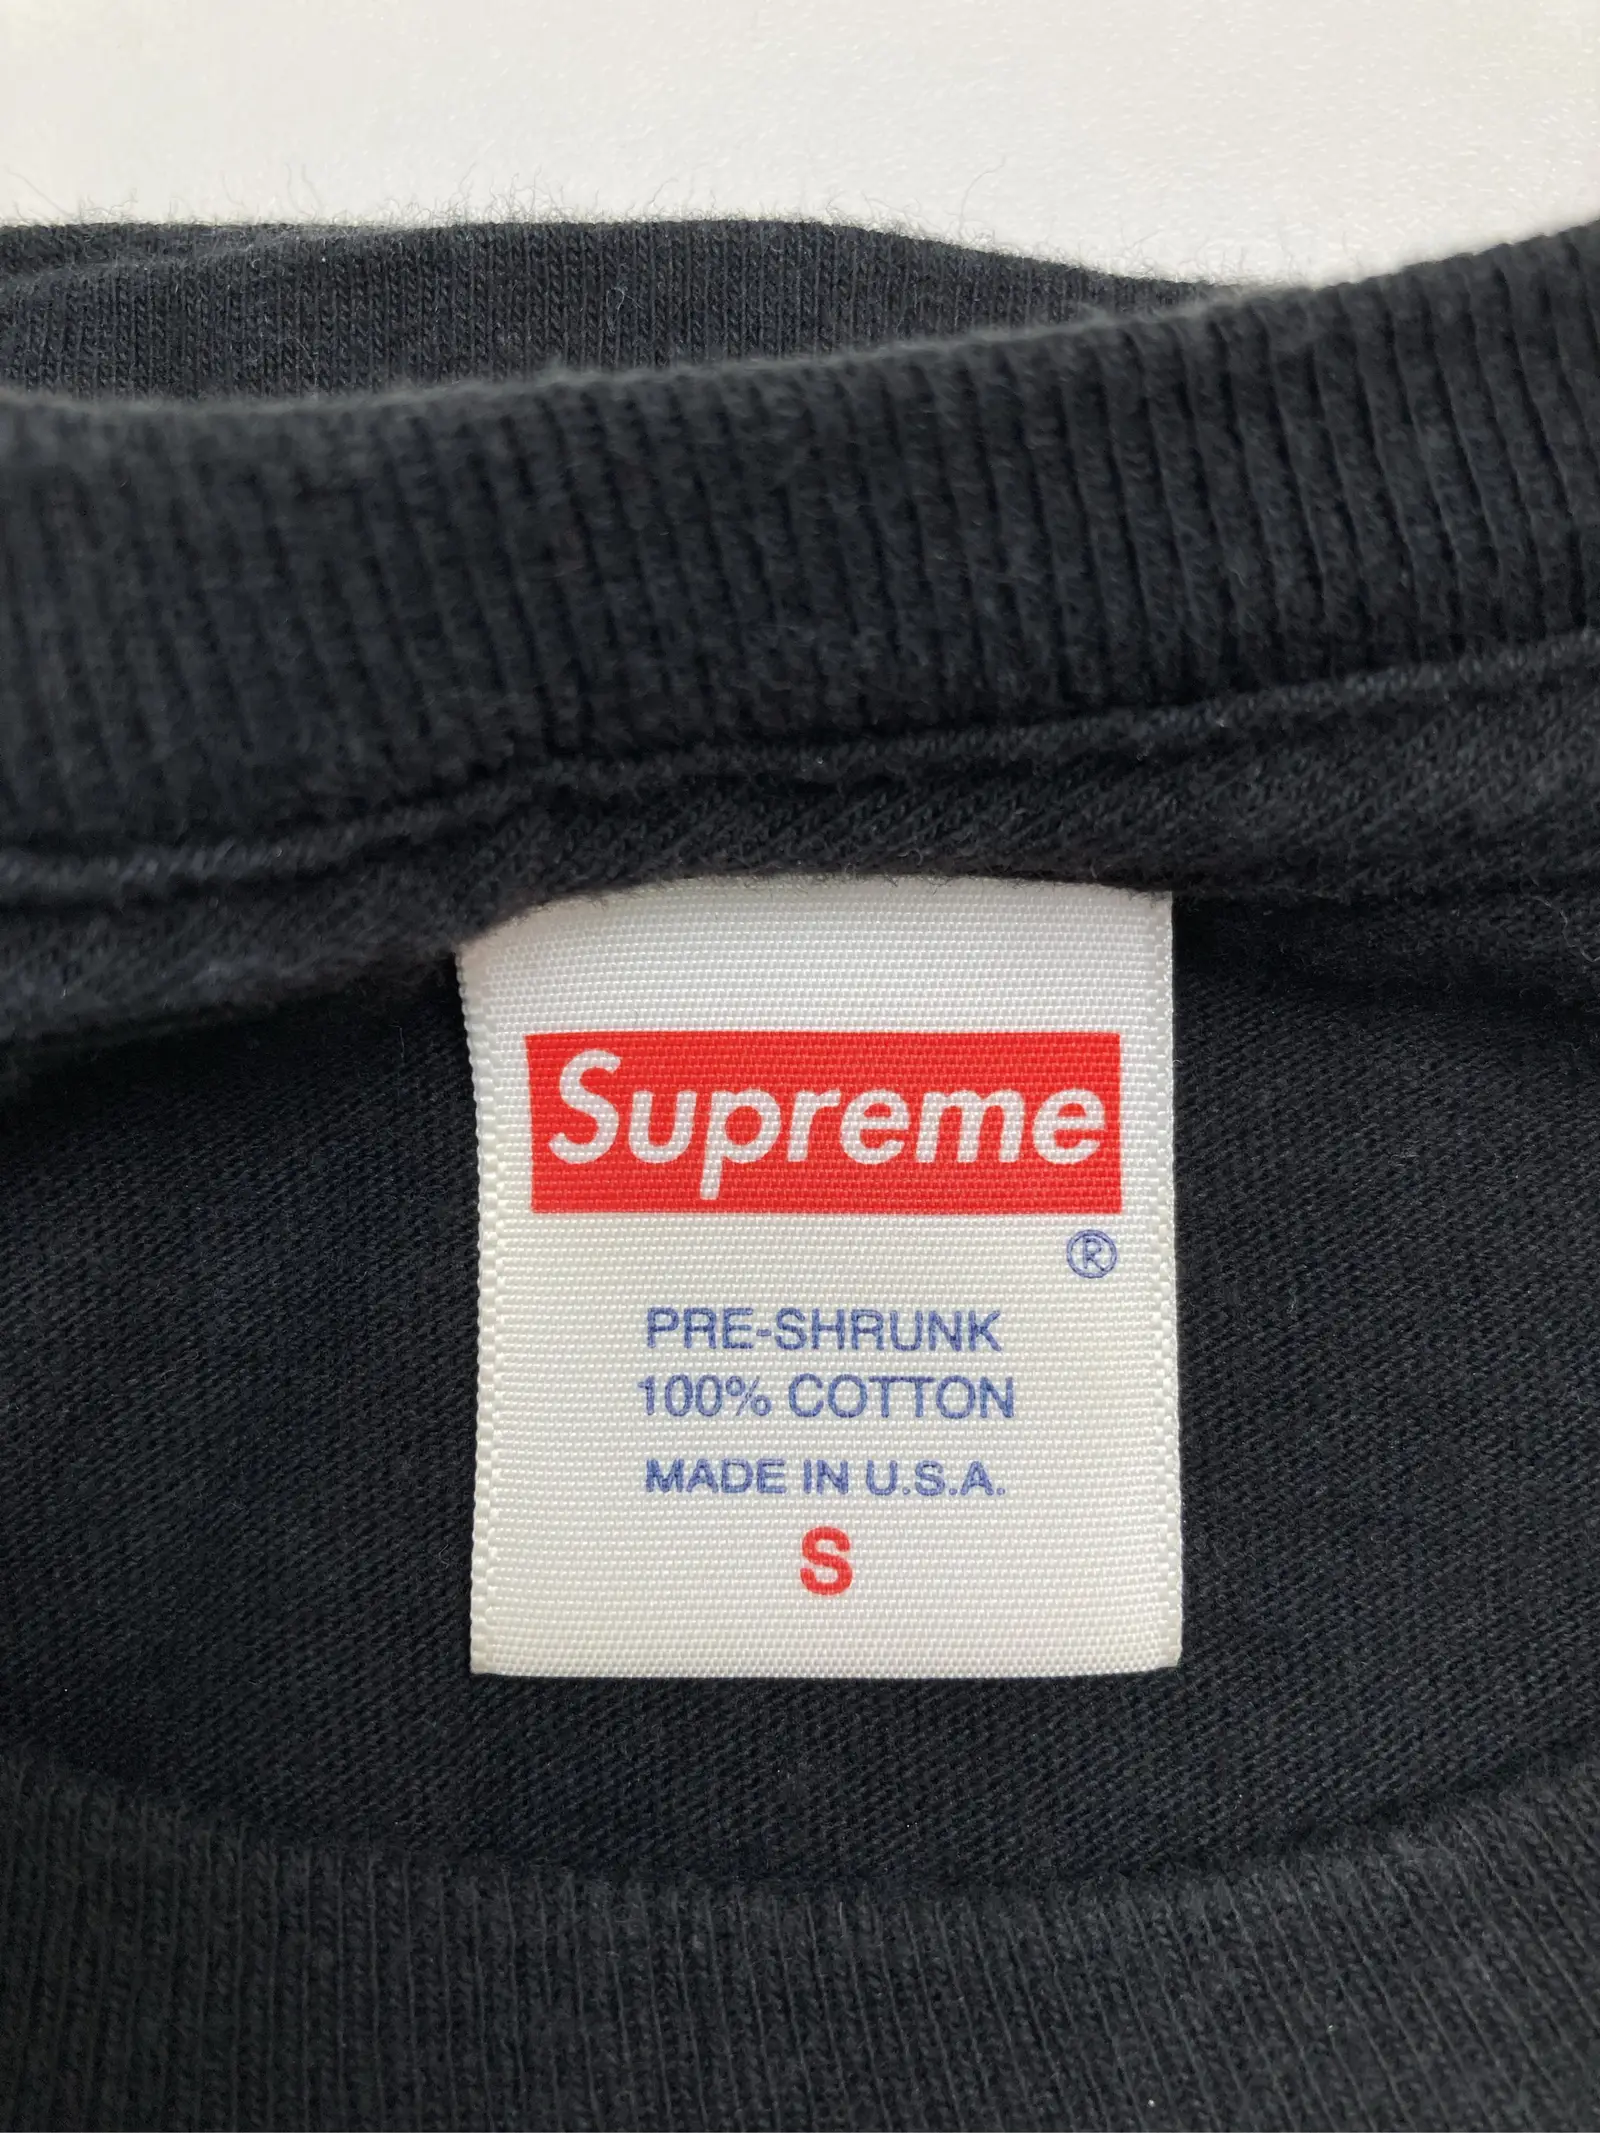 Supreme
®
PRE-SHRUNK
100% COTTON
MADE IN U.S.A.
S